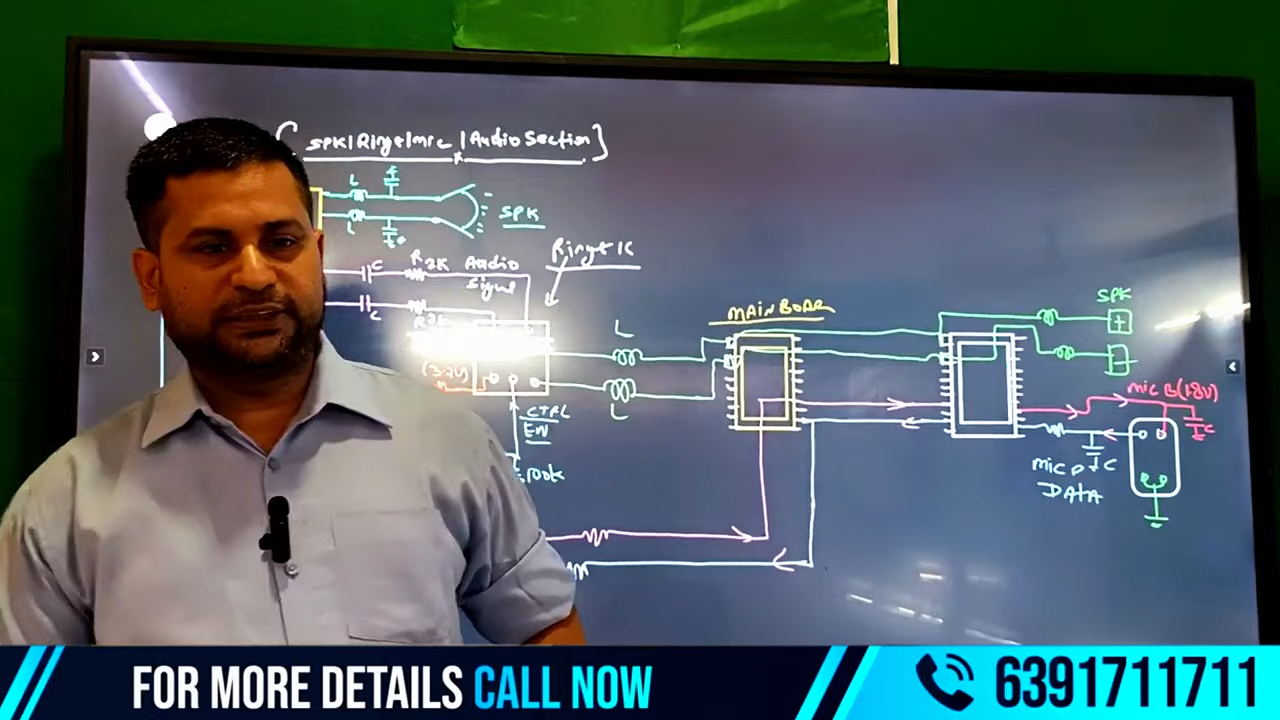 ( SPK/Ringer/mic / Audio Section )
L
C
L
SPK
C
R 2K Audio
Signal
Ringer IC
C
R 2K
L
(3.7V)
L
CTRL
EN
100K
MAIN BOAR
SPK
+
-
mic B(1.8V)
C
mic P C
DATA
FOR MORE DETAILS CALL NOW
6391711711